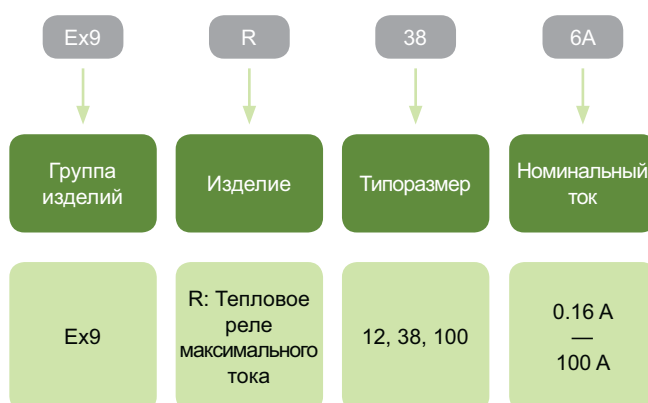 Ex9
R
38
6A
Группа
изделий
Изделие
Типоразмер
Номинальный
ток
Ex9
R: Тепловое
реле
максимального
тока
12, 38, 100
0.16 A
—
100 A